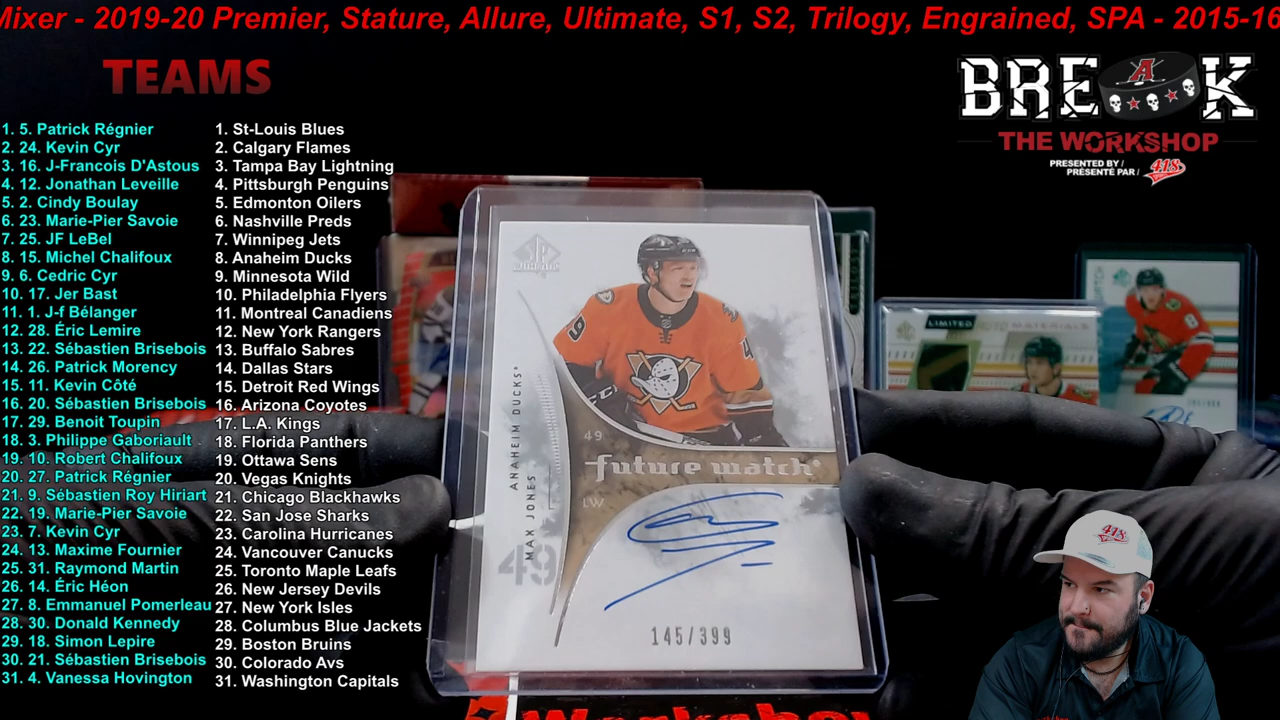 Mixer - 2019-20 Premier, Stature, Allure, Ultimate, S1, S2, Trilogy, Engrained, SPA - 2015-16
TEAMS
BRE K
A
THE WORKSHOP
PRESENTED BY /
PRÉSENTÉ PAR /
418
1. 5. Patrick Régnier
2. 24. Kevin Cyr
3. 16. J-Francois D'Astous
4. 12. Jonathan Leveille
5. 2. Cindy Boulay
6. 23. Marie-Pier Savoie
7. 25. JF LeBel
8. 15. Michel Chalifoux
9. 6. Cedric Cyr
10. 17. Jer Bast
11. 1. J-f Bélanger
12. 28. Éric Lemire
13. 22. Sébastien Brisebois
14. 26. Patrick Morency
15. 11. Kevin Côté
16. 20. Sébastien Brisebois
17. 29. Benoit Toupin
18. 3. Philippe Gaboriault
19. 10. Robert Chalifoux
20. 27. Patrick Régnier
21. 9. Sébastien Roy Hiriart
22. 19. Marie-Pier Savoie
23. 7. Kevin Cyr
24. 13. Maxime Fournier
25. 31. Raymond Martin
26. 14. Éric Héon
27. 8. Emmanuel Pomerleau
28. 30. Donald Kennedy
29. 18. Simon Lepire
30. 21. Sébastien Brisebois
31. 4. Vanessa Hovington
1. St-Louis Blues
2. Calgary Flames
3. Tampa Bay Lightning
4. Pittsburgh Penguins
5. Edmonton Oilers
6. Nashville Preds
7. Winnipeg Jets
8. Anaheim Ducks
9. Minnesota Wild
10. Philadelphia Flyers
11. Montreal Canadiens
12. New York Rangers
13. Buffalo Sabres
14. Dallas Stars
15. Detroit Red Wings
16. Arizona Coyotes
17. L.A. Kings
18. Florida Panthers
19. Ottawa Sens
20. Vegas Knights
21. Chicago Blackhawks
22. San Jose Sharks
23. Carolina Hurricanes
24. Vancouver Canucks
25. Toronto Maple Leafs
26. New Jersey Devils
27. New York Isles
28. Columbus Blue Jackets
29. Boston Bruins
30. Colorado Avs
31. Washington Capitals
SP
49
future watch
LW
ANAHEIM DUCKS
MAX JONES
49
145/399
LIMITED
MATERIALS
8
418
Workshop